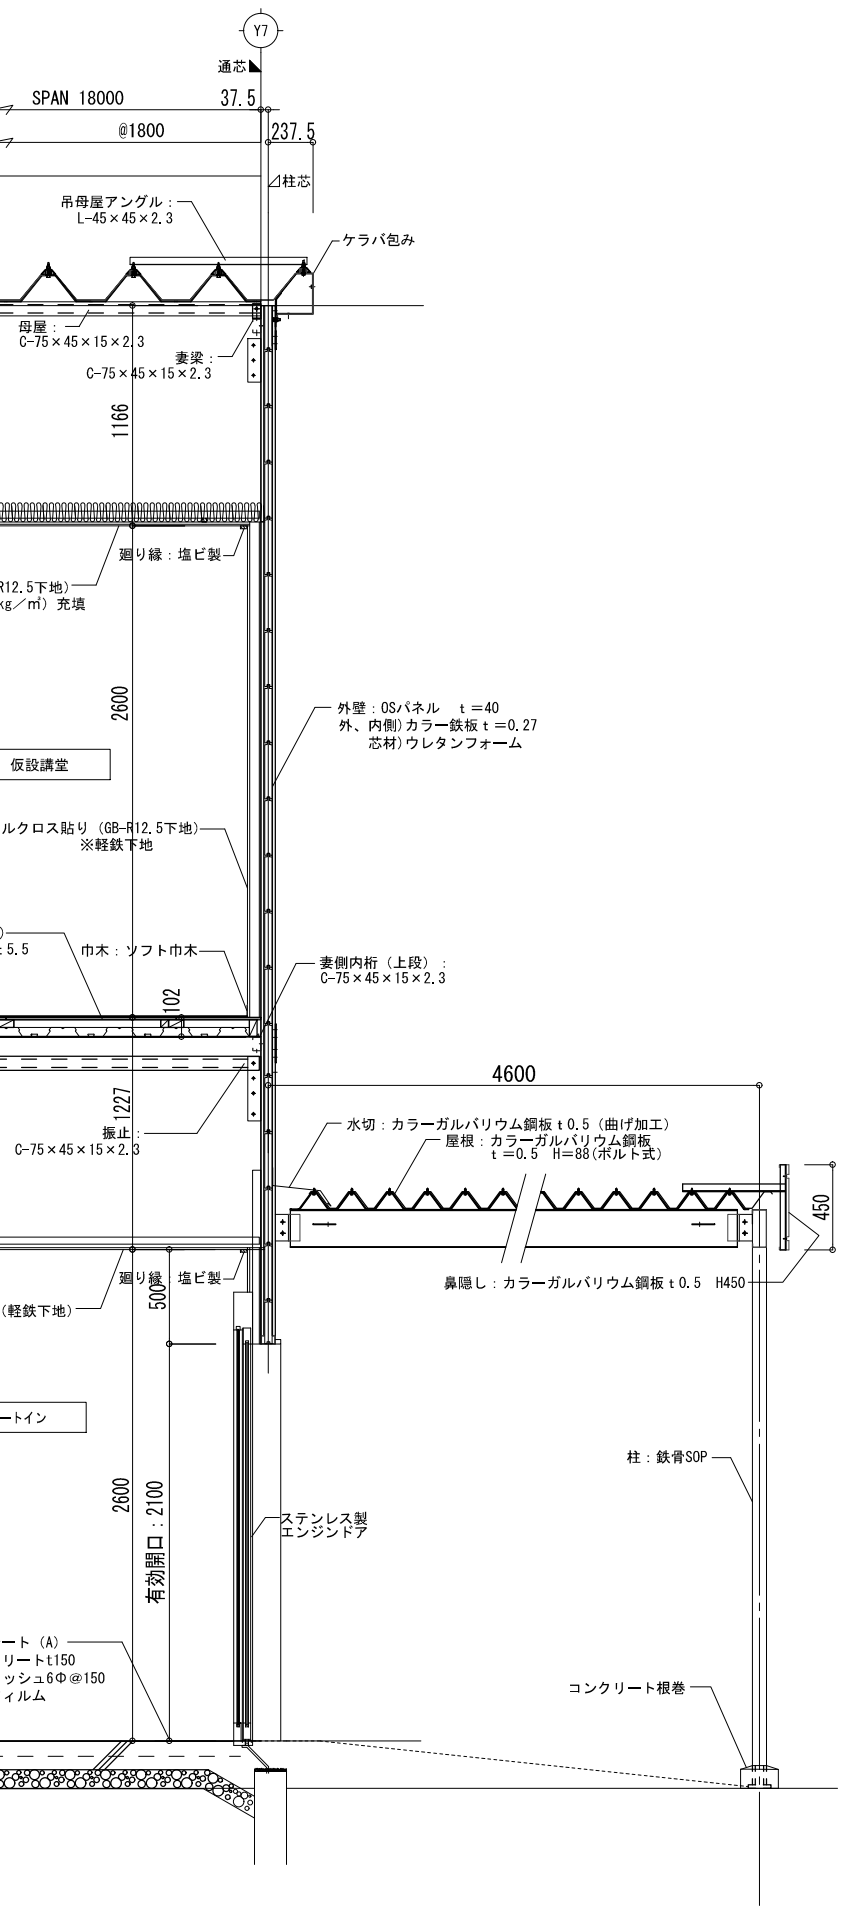 Y7
通芯
SPAN 18000
37.5
@1800
237.5
柱芯
吊母屋アングル：
L-45×45×2.3
ケラバ包み
母屋：
C-75×45×15×2.3
妻梁：
C-75×45×15×2.3
1166
廻り縁：塩ビ製
R12.5下地）
kg／㎡）充填
2600
外壁：OSパネル　ｔ＝40
外、内側)カラー鉄板ｔ＝0.27
芯材)ウレタンフォーム
仮設講堂
ルクロス貼り（GB-R12.5下地）
※軽鉄下地
）
t5.5
巾木：ソフト巾木
妻側内桁（上段）：
C-75×45×15×2.3
102
4600
1227
振止：
C-75×45×15×2.3
水切：カラーガルバリウム鋼板ｔ0.5（曲げ加工）
屋根：カラーガルバリウム鋼板
ｔ＝0.5　H＝88(ボルト式)
450
廻り縁：塩ビ製
500
鼻隠し：カラーガルバリウム鋼板ｔ0.5　H450
（軽鉄下地）
ートイン
柱：鉄骨SOP
2600
有効開口：2100
ステンレス製
エンジンドア
ート（A）
リートt150
ッシュ6Φ@150
ィルム
コンクリート根巻